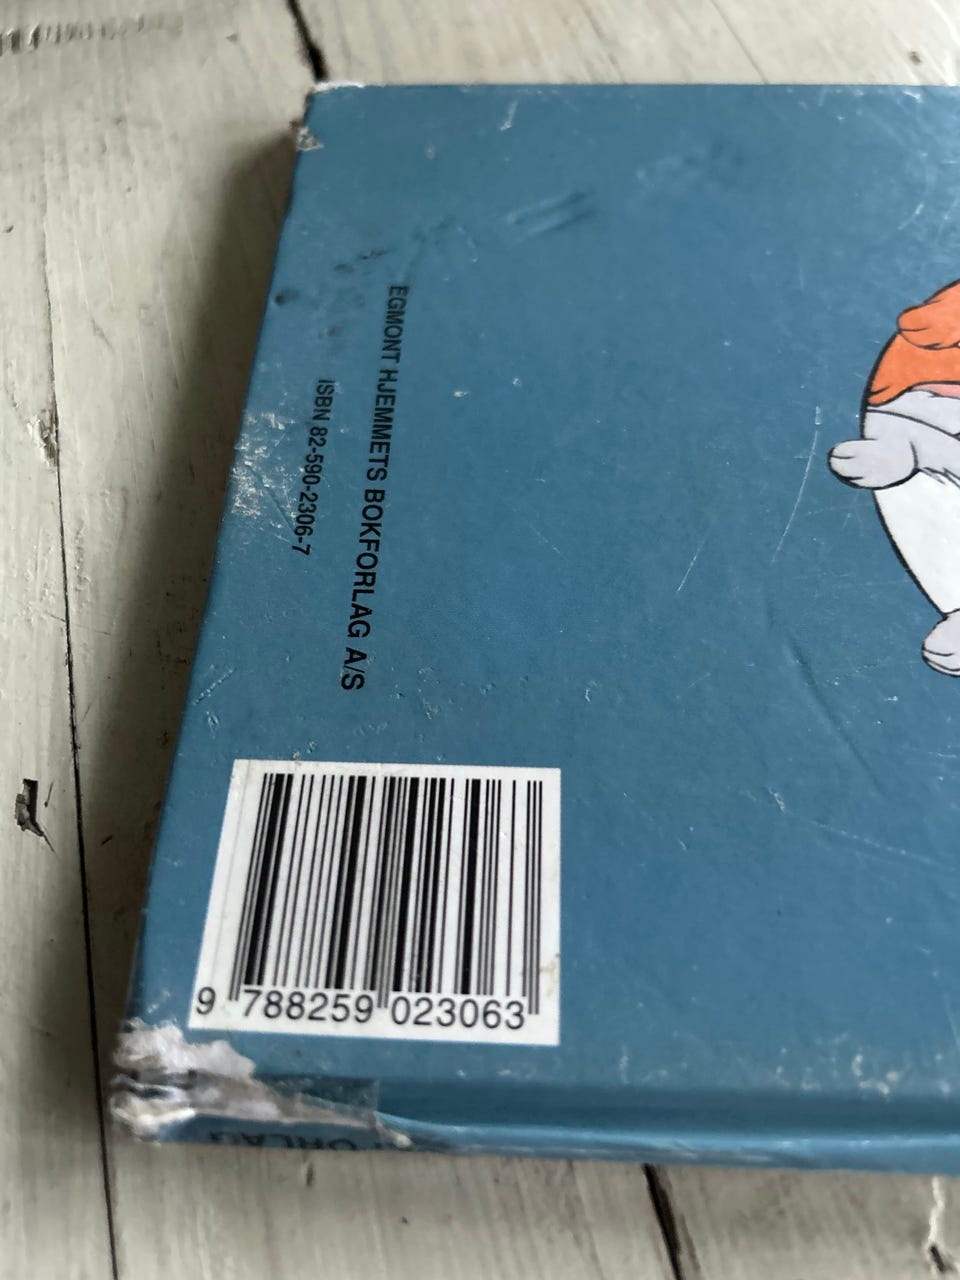 EGMONT HJEMMETS BOKFORLAG A/S
ISBN 82-590-2306-7
9 788259 023063